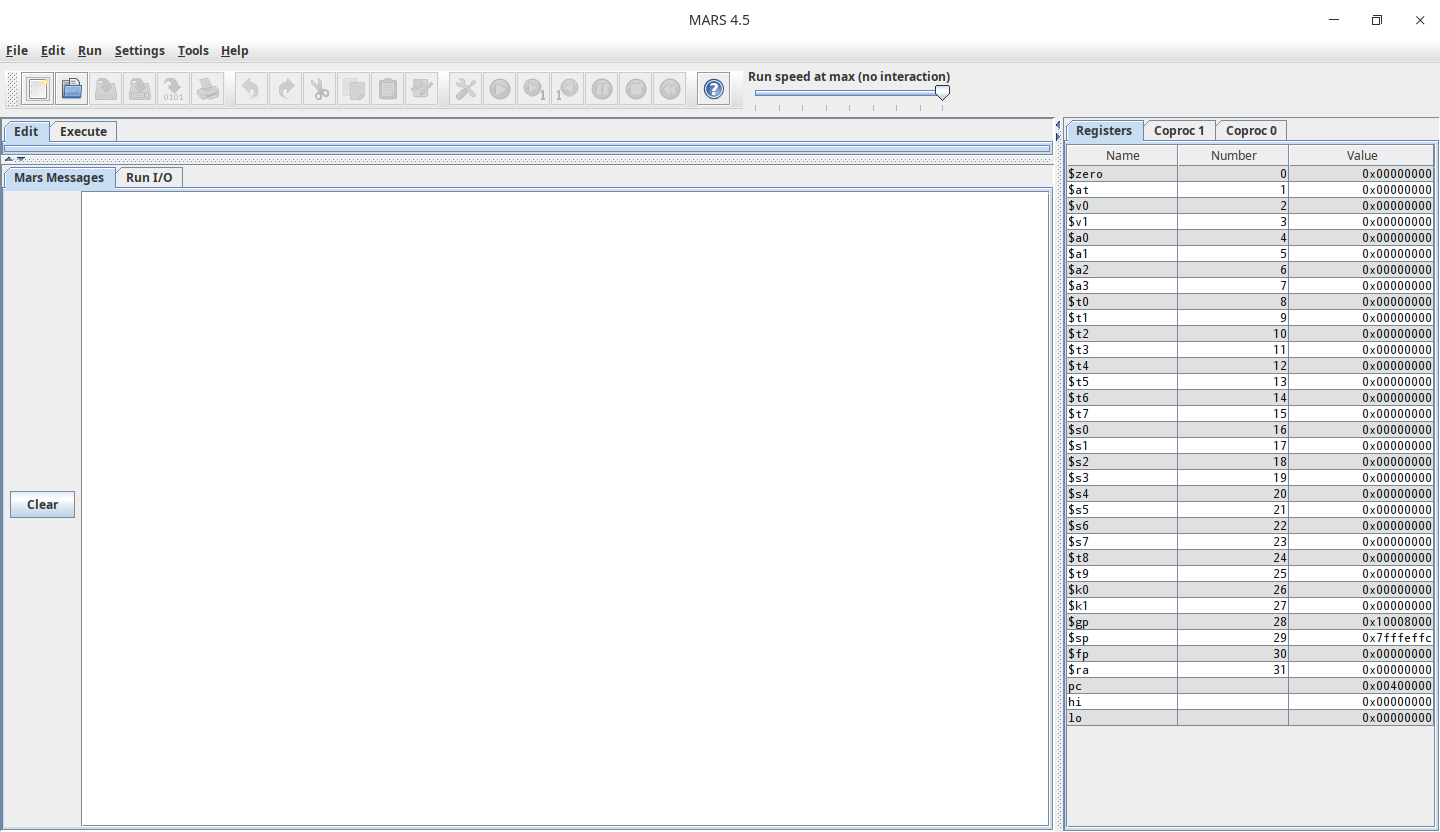 MARS 4.5
File Edit Run Settings Tools Help
0101 1 1 ? Run speed at max (no interaction)
Edit Execute
Mars Messages Run I/O
Clear
Registers Coproc 1 Coproc 0
Name Number Value
$zero 0 0x00000000
$at 1 0x00000000
$v0 2 0x00000000
$v1 3 0x00000000
$a0 4 0x00000000
$a1 5 0x00000000
$a2 6 0x00000000
$a3 7 0x00000000
$t0 8 0x00000000
$t1 9 0x00000000
$t2 10 0x00000000
$t3 11 0x00000000
$t4 12 0x00000000
$t5 13 0x00000000
$t6 14 0x00000000
$t7 15 0x00000000
$s0 16 0x00000000
$s1 17 0x00000000
$s2 18 0x00000000
$s3 19 0x00000000
$s4 20 0x00000000
$s5 21 0x00000000
$s6 22 0x00000000
$s7 23 0x00000000
$t8 24 0x00000000
$t9 25 0x00000000
$k0 26 0x00000000
$k1 27 0x00000000
$gp 28 0x10008000
$sp 29 0x7fffeffc
$fp 30 0x00000000
$ra 31 0x00000000
pc 0x00400000
hi 0x00000000
lo 0x00000000